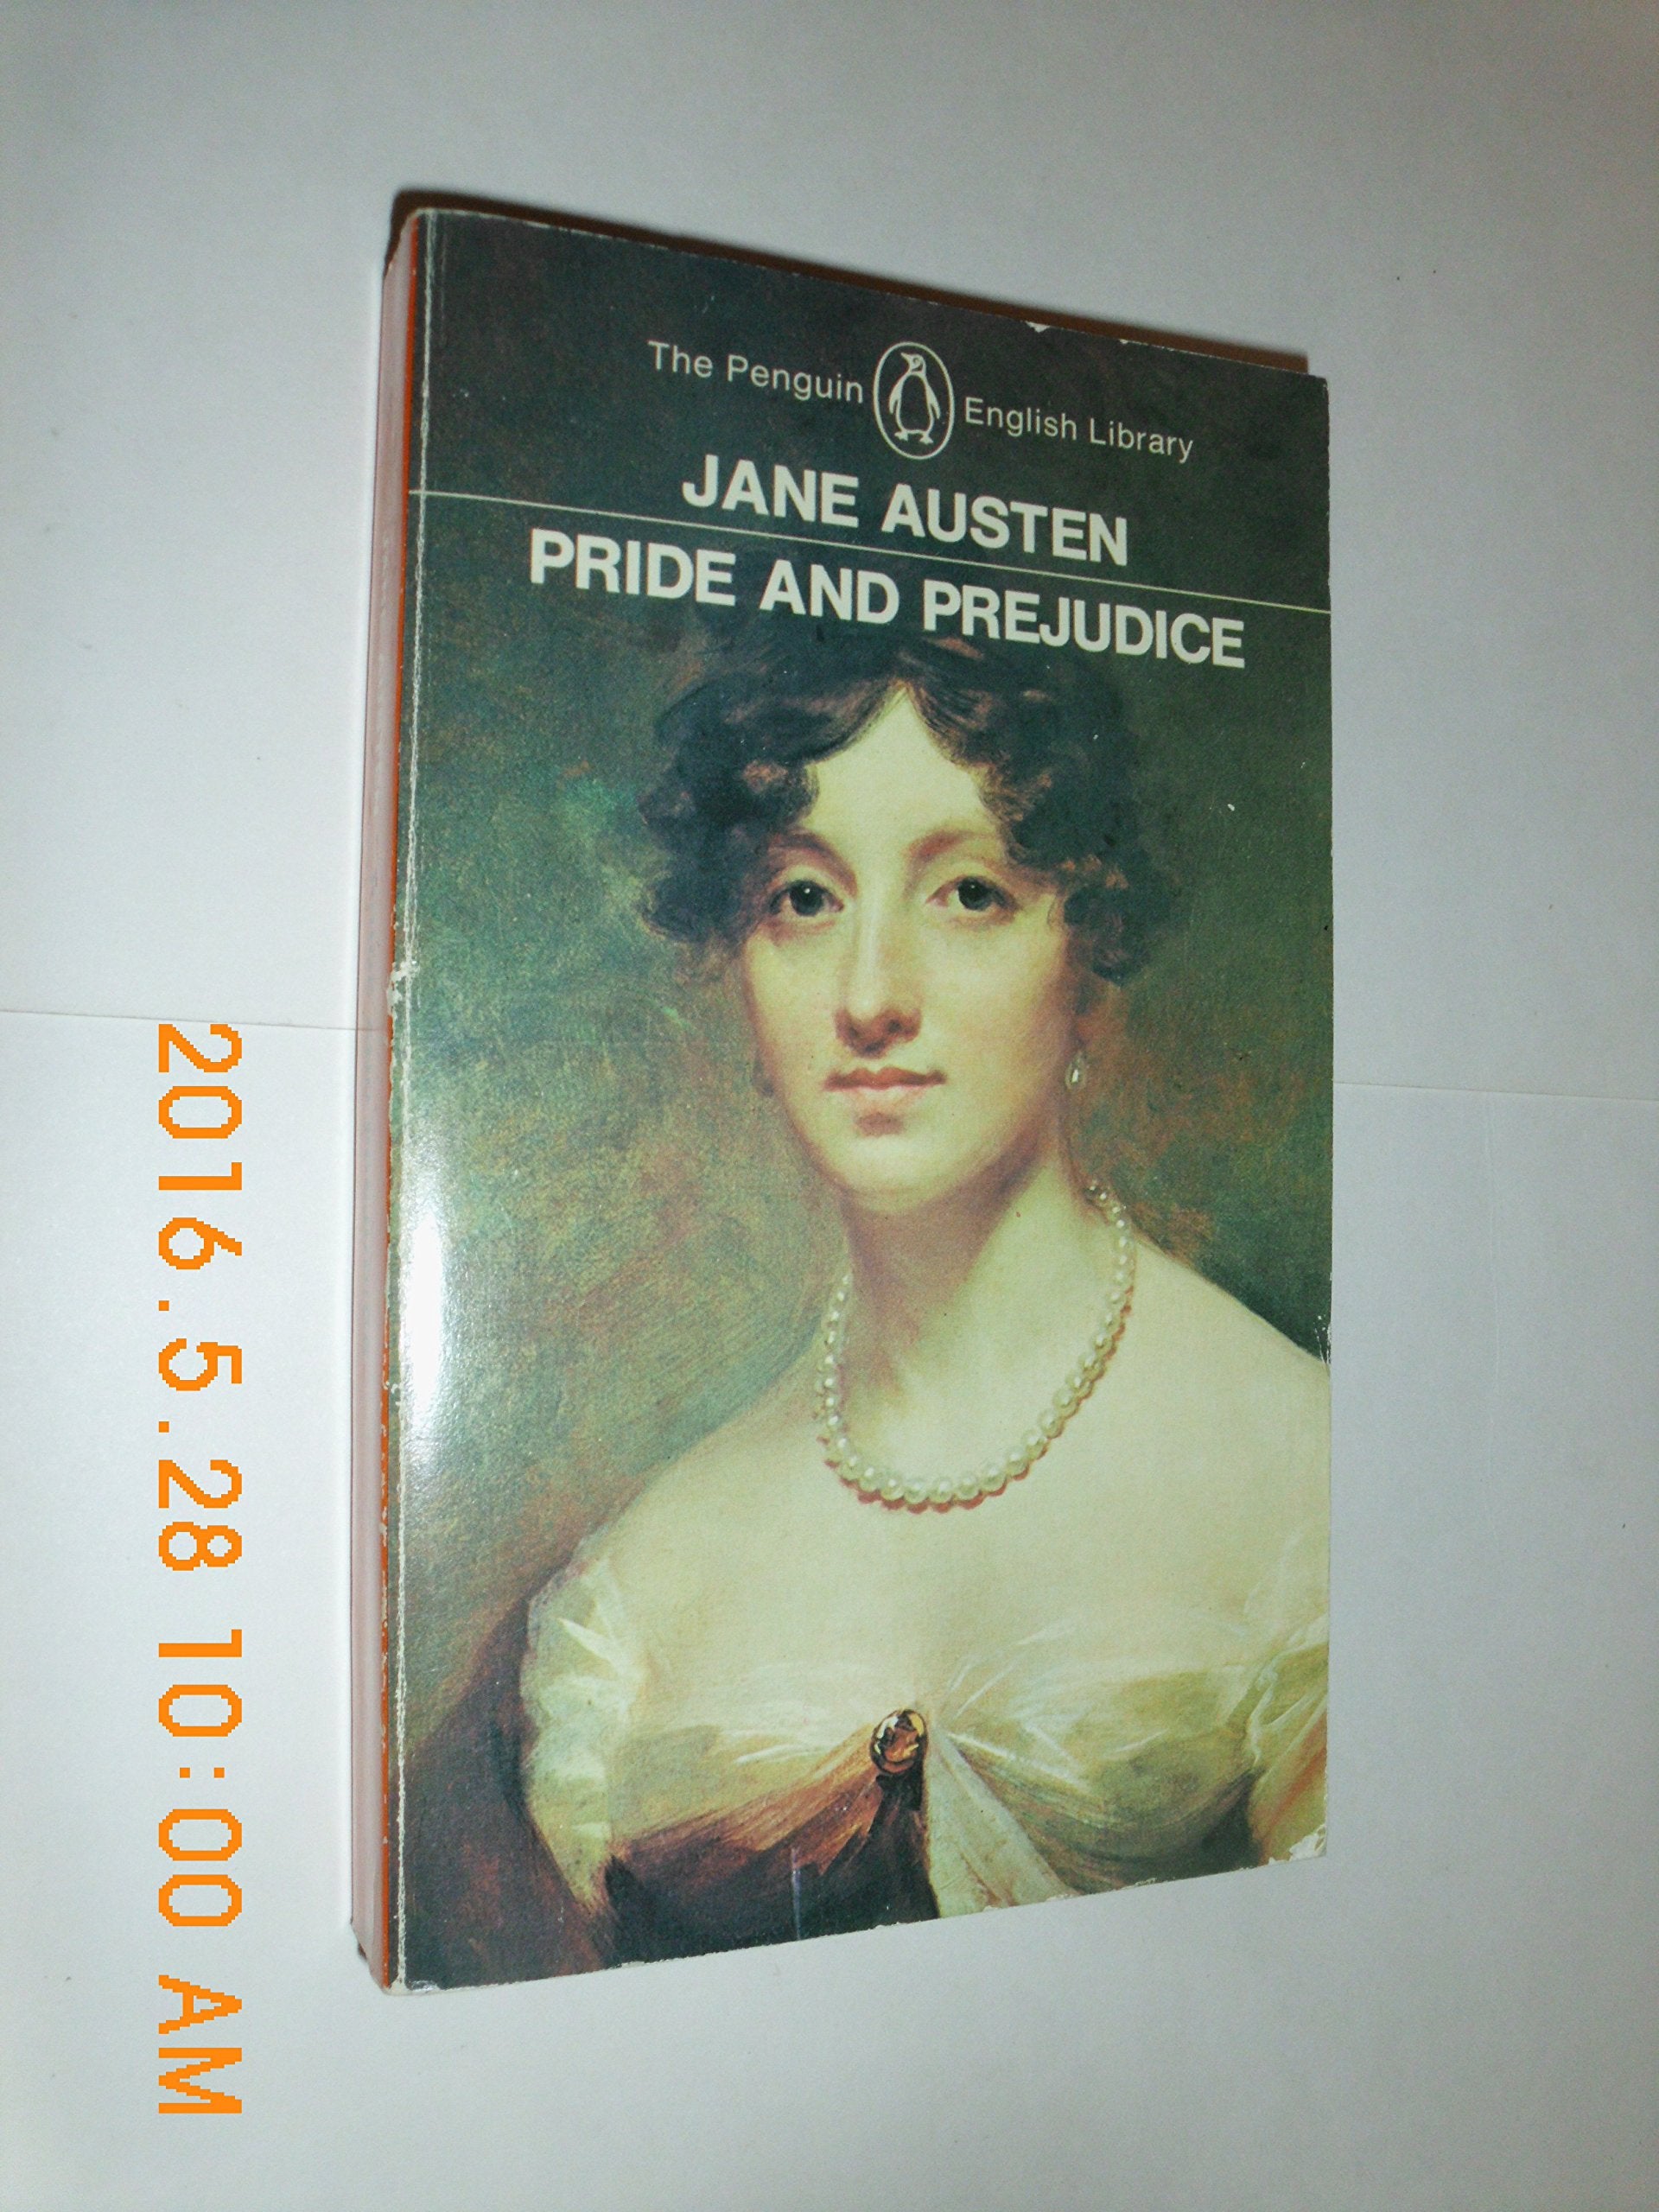 The Penguin English Library
JANE AUSTEN
PRIDE AND PREJUDICE
2016.5.28 10:00 AM